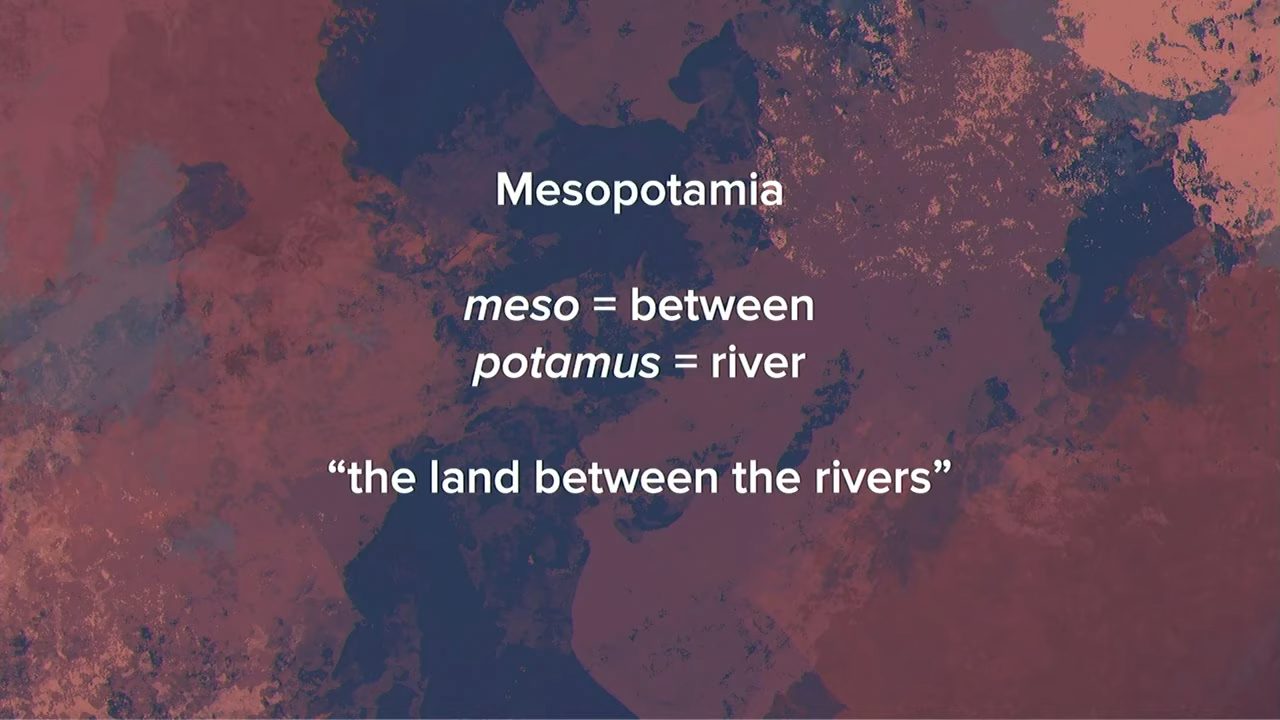 Mesopotamia
meso = between
potamus = river
“the land between the rivers”